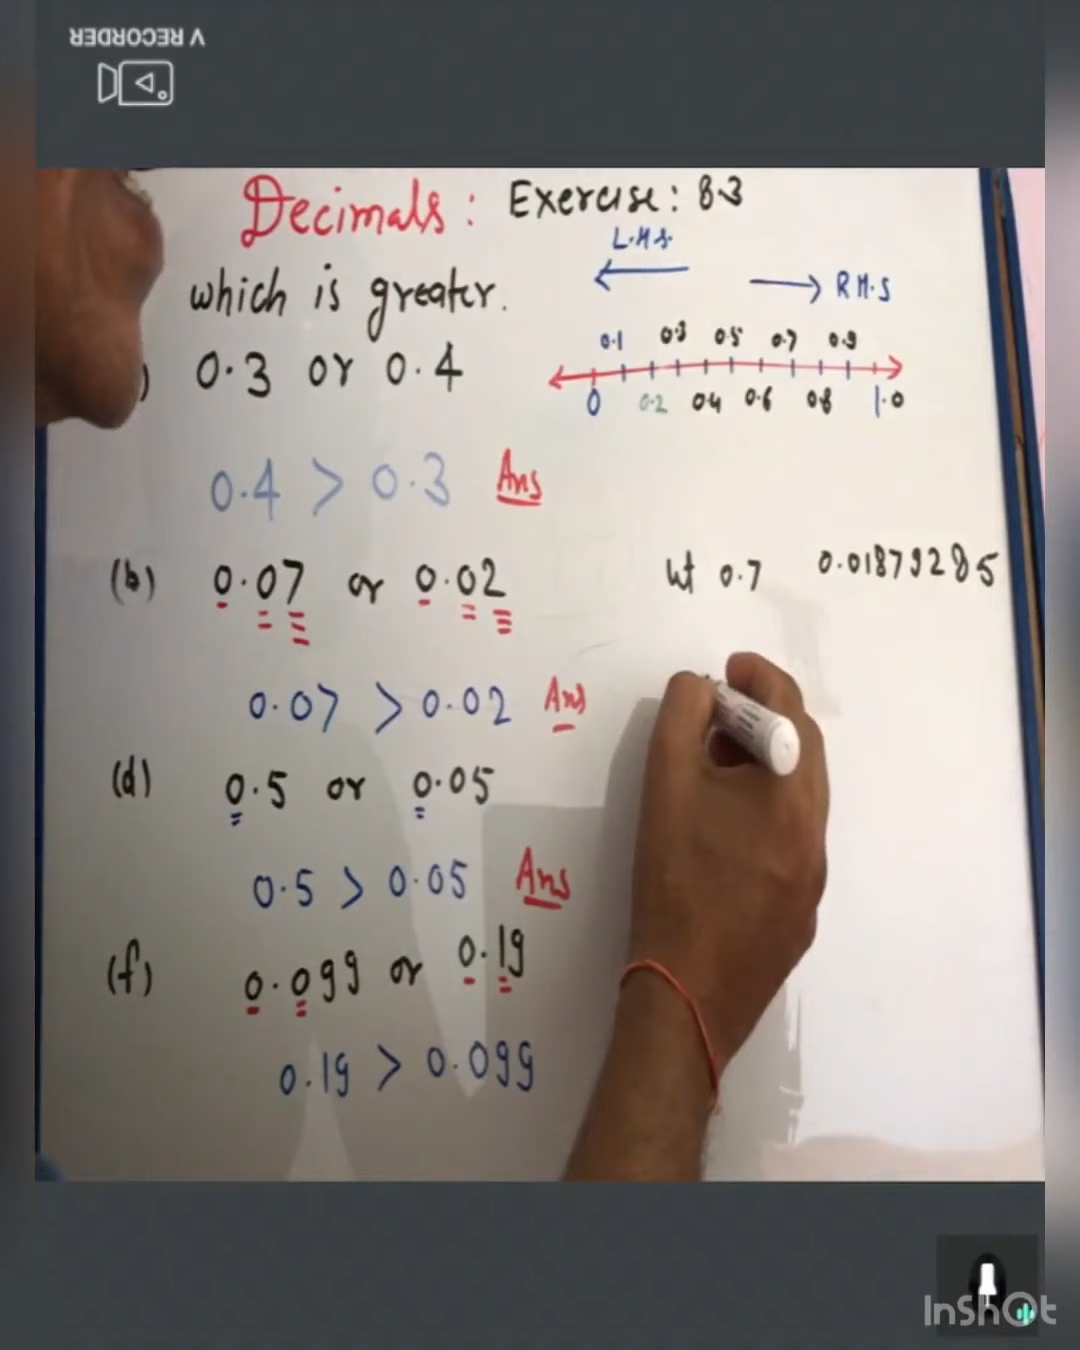 V RECORDER
Decimals: Exercise: 8.3
L.H.S.
R.H.S
which is greater.
0.1 0.3 0.5 0.7 0.9
0 0.2 0.4 0.6 0.8 1.0
) 0.3 or 0.4
0.4 > 0.3 Ans
(b) 0.07 or 0.02
let 0.7 0.01879285
0.07 > 0.02 Ans
(d) 0.5 or 0.05
0.5 > 0.05 Ans
(f) 0.099 or 0.19
0.19 > 0.099
InShOt